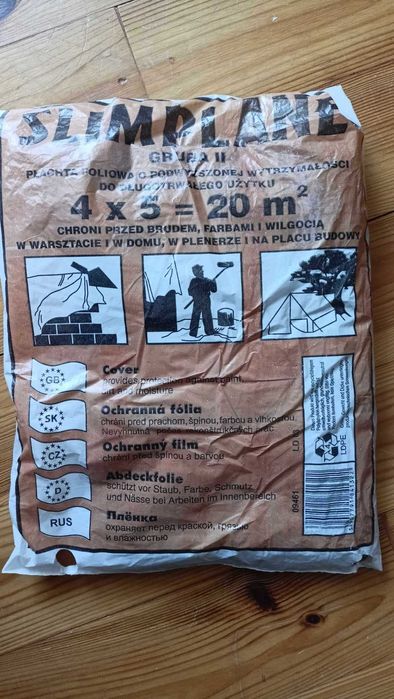 SLIMPLANE
GRUPA II
PŁACHTA FOLIOWA O PODWYŻSZONEJ WYTRZYMAŁOŚCI
DO DŁUGOTRWAŁEGO UŻYTKU
4 x 5 = 20 m²
CHRONI PRZED BRUDEM, FARBAMI I WILGOCIĄ
W WARSZTACIE I W DOMU, W PLENERZE I NA PLACU BUDOWY
GB
Cover
provides protection against paint,
dirt and moisture
SK
Ochranná fólia
chráni pred prachom, špinou, farbou a vlhkosťou.
Nevyhnutná
CZ
Ochranný film
chrání před špínou a barvou
D
Abdeckfolie
schützt vor Staub, Farbe, Schmutz
und Nässe bei Arbeiten im Innenbereich
RUS
Плёнка
охраняет перед краской, грязью
и влажностью
09461
LDPE